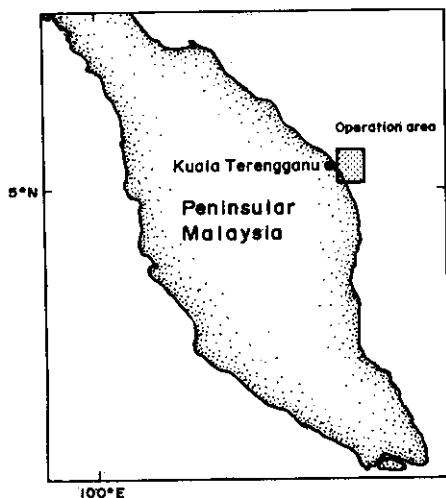 Operation area
Kuala Terengganu
5°N
Peninsular
Malaysia
100°E